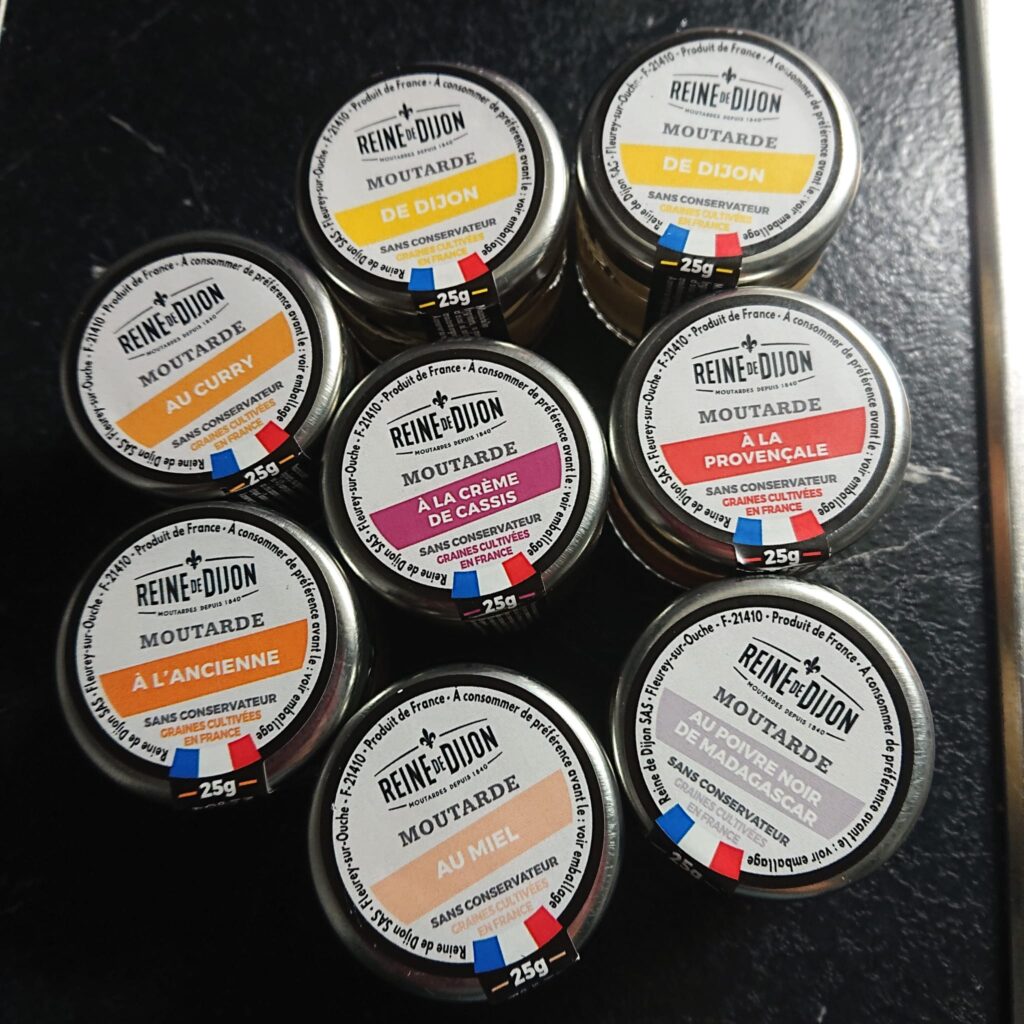 Reine de Dijon SAS • Fleurey-sur-Ouche - F-21410 • Produit de France • À consommer de préférence avant le : voir emballage
REINE DE DIJON
MOUTARDES DEPUIS 1840
MOUTARDE
DE DIJON
SANS CONSERVATEUR
GRAINES CULTIVÉES
EN FRANCE
25g
Reine de Dijon SAS • Fleurey-sur-Ouche - F-21410 • Produit de France • À consommer de préférence avant le : voir emballage
REINE DE DIJON
MOUTARDES DEPUIS 1840
MOUTARDE
DE DIJON
SANS CONSERVATEUR
GRAINES CULTIVÉES
EN FRANCE
25g
Reine de Dijon SAS • Fleurey-sur-Ouche - F-21410 • Produit de France • À consommer de préférence avant le : voir emballage
REINE DE DIJON
MOUTARDES DEPUIS 1840
MOUTARDE
AU CURRY
SANS CONSERVATEUR
GRAINES CULTIVÉES
EN FRANCE
25g
Reine de Dijon SAS • Fleurey-sur-Ouche - F-21410 • Produit de France • À consommer de préférence avant le : voir emballage
REINE DE DIJON
MOUTARDES DEPUIS 1840
MOUTARDE
À LA CRÈME
DE CASSIS
SANS CONSERVATEUR
GRAINES CULTIVÉES
EN FRANCE
25g
Reine de Dijon SAS • Fleurey-sur-Ouche - F-21410 • Produit de France • À consommer de préférence avant le : voir emballage
REINE DE DIJON
MOUTARDES DEPUIS 1840
MOUTARDE
À LA
PROVENÇALE
SANS CONSERVATEUR
GRAINES CULTIVÉES
EN FRANCE
25g
Reine de Dijon SAS • Fleurey-sur-Ouche - F-21410 • Produit de France • À consommer de préférence avant le : voir emballage
REINE DE DIJON
MOUTARDES DEPUIS 1840
MOUTARDE
À L'ANCIENNE
SANS CONSERVATEUR
GRAINES CULTIVÉES
EN FRANCE
25g
Reine de Dijon SAS • Fleurey-sur-Ouche - F-21410 • Produit de France • À consommer de préférence avant le : voir emballage
REINE DE DIJON
MOUTARDES DEPUIS 1840
MOUTARDE
AU MIEL
SANS CONSERVATEUR
GRAINES CULTIVÉES
EN FRANCE
25g
Reine de Dijon SAS • Fleurey-sur-Ouche - F-21410 • Produit de France • À consommer de préférence avant le : voir emballage
REINE DE DIJON
MOUTARDES DEPUIS 1840
MOUTARDE
AU POIVRE NOIR
DE MADAGASCAR
SANS CONSERVATEUR
GRAINES CULTIVÉES
EN FRANCE
25g